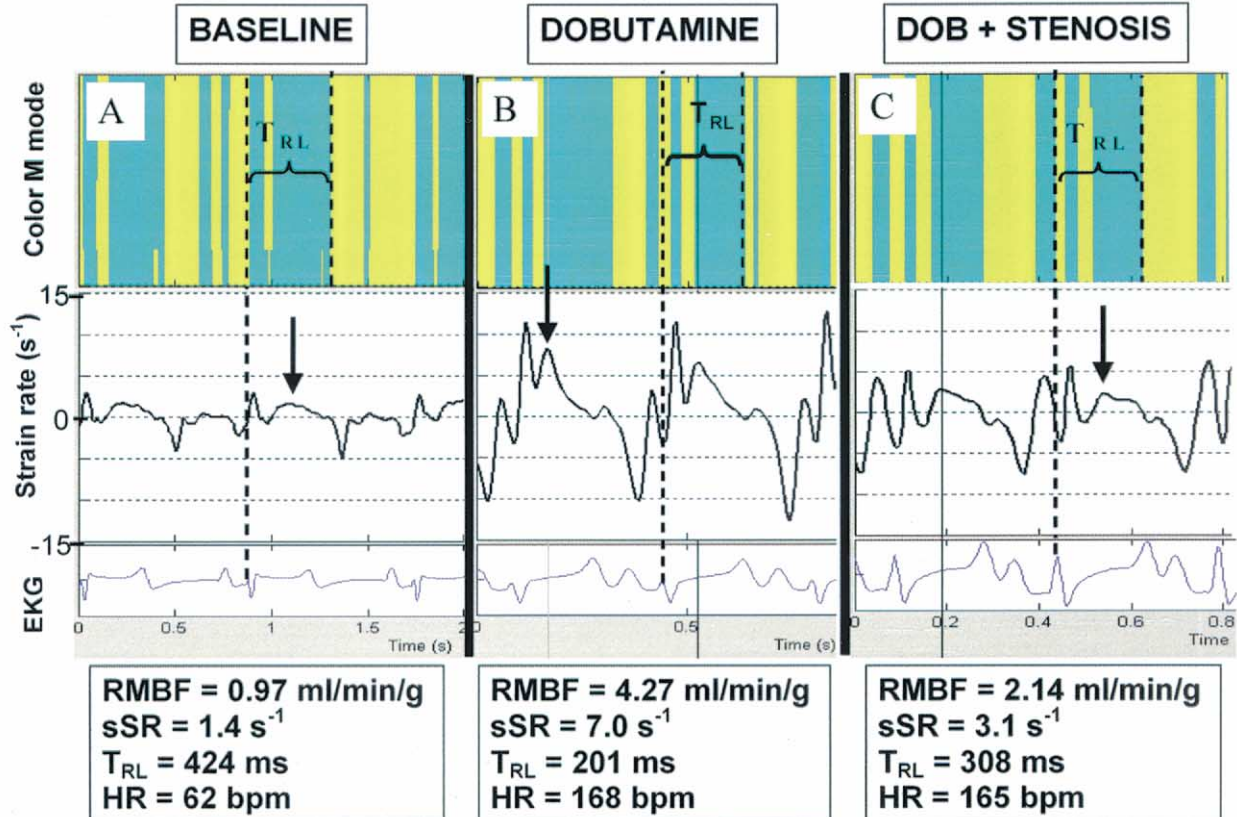 BASELINE
DOBUTAMINE
DOB + STENOSIS
Color M mode
A
T RL
B
T RL
C
T RL
Strain rate (s⁻¹)
15
0
-15
EKG
0 0.5 1 1.5 2
Time (s)
0.5
Time (s)
0 0.2 0.4 0.6 0.8
Time (s)
RMBF = 0.97 ml/min/g
sSR = 1.4 s⁻¹
TRL = 424 ms
HR = 62 bpm
RMBF = 4.27 ml/min/g
sSR = 7.0 s⁻¹
TRL = 201 ms
HR = 168 bpm
RMBF = 2.14 ml/min/g
sSR = 3.1 s⁻¹
TRL = 308 ms
HR = 165 bpm